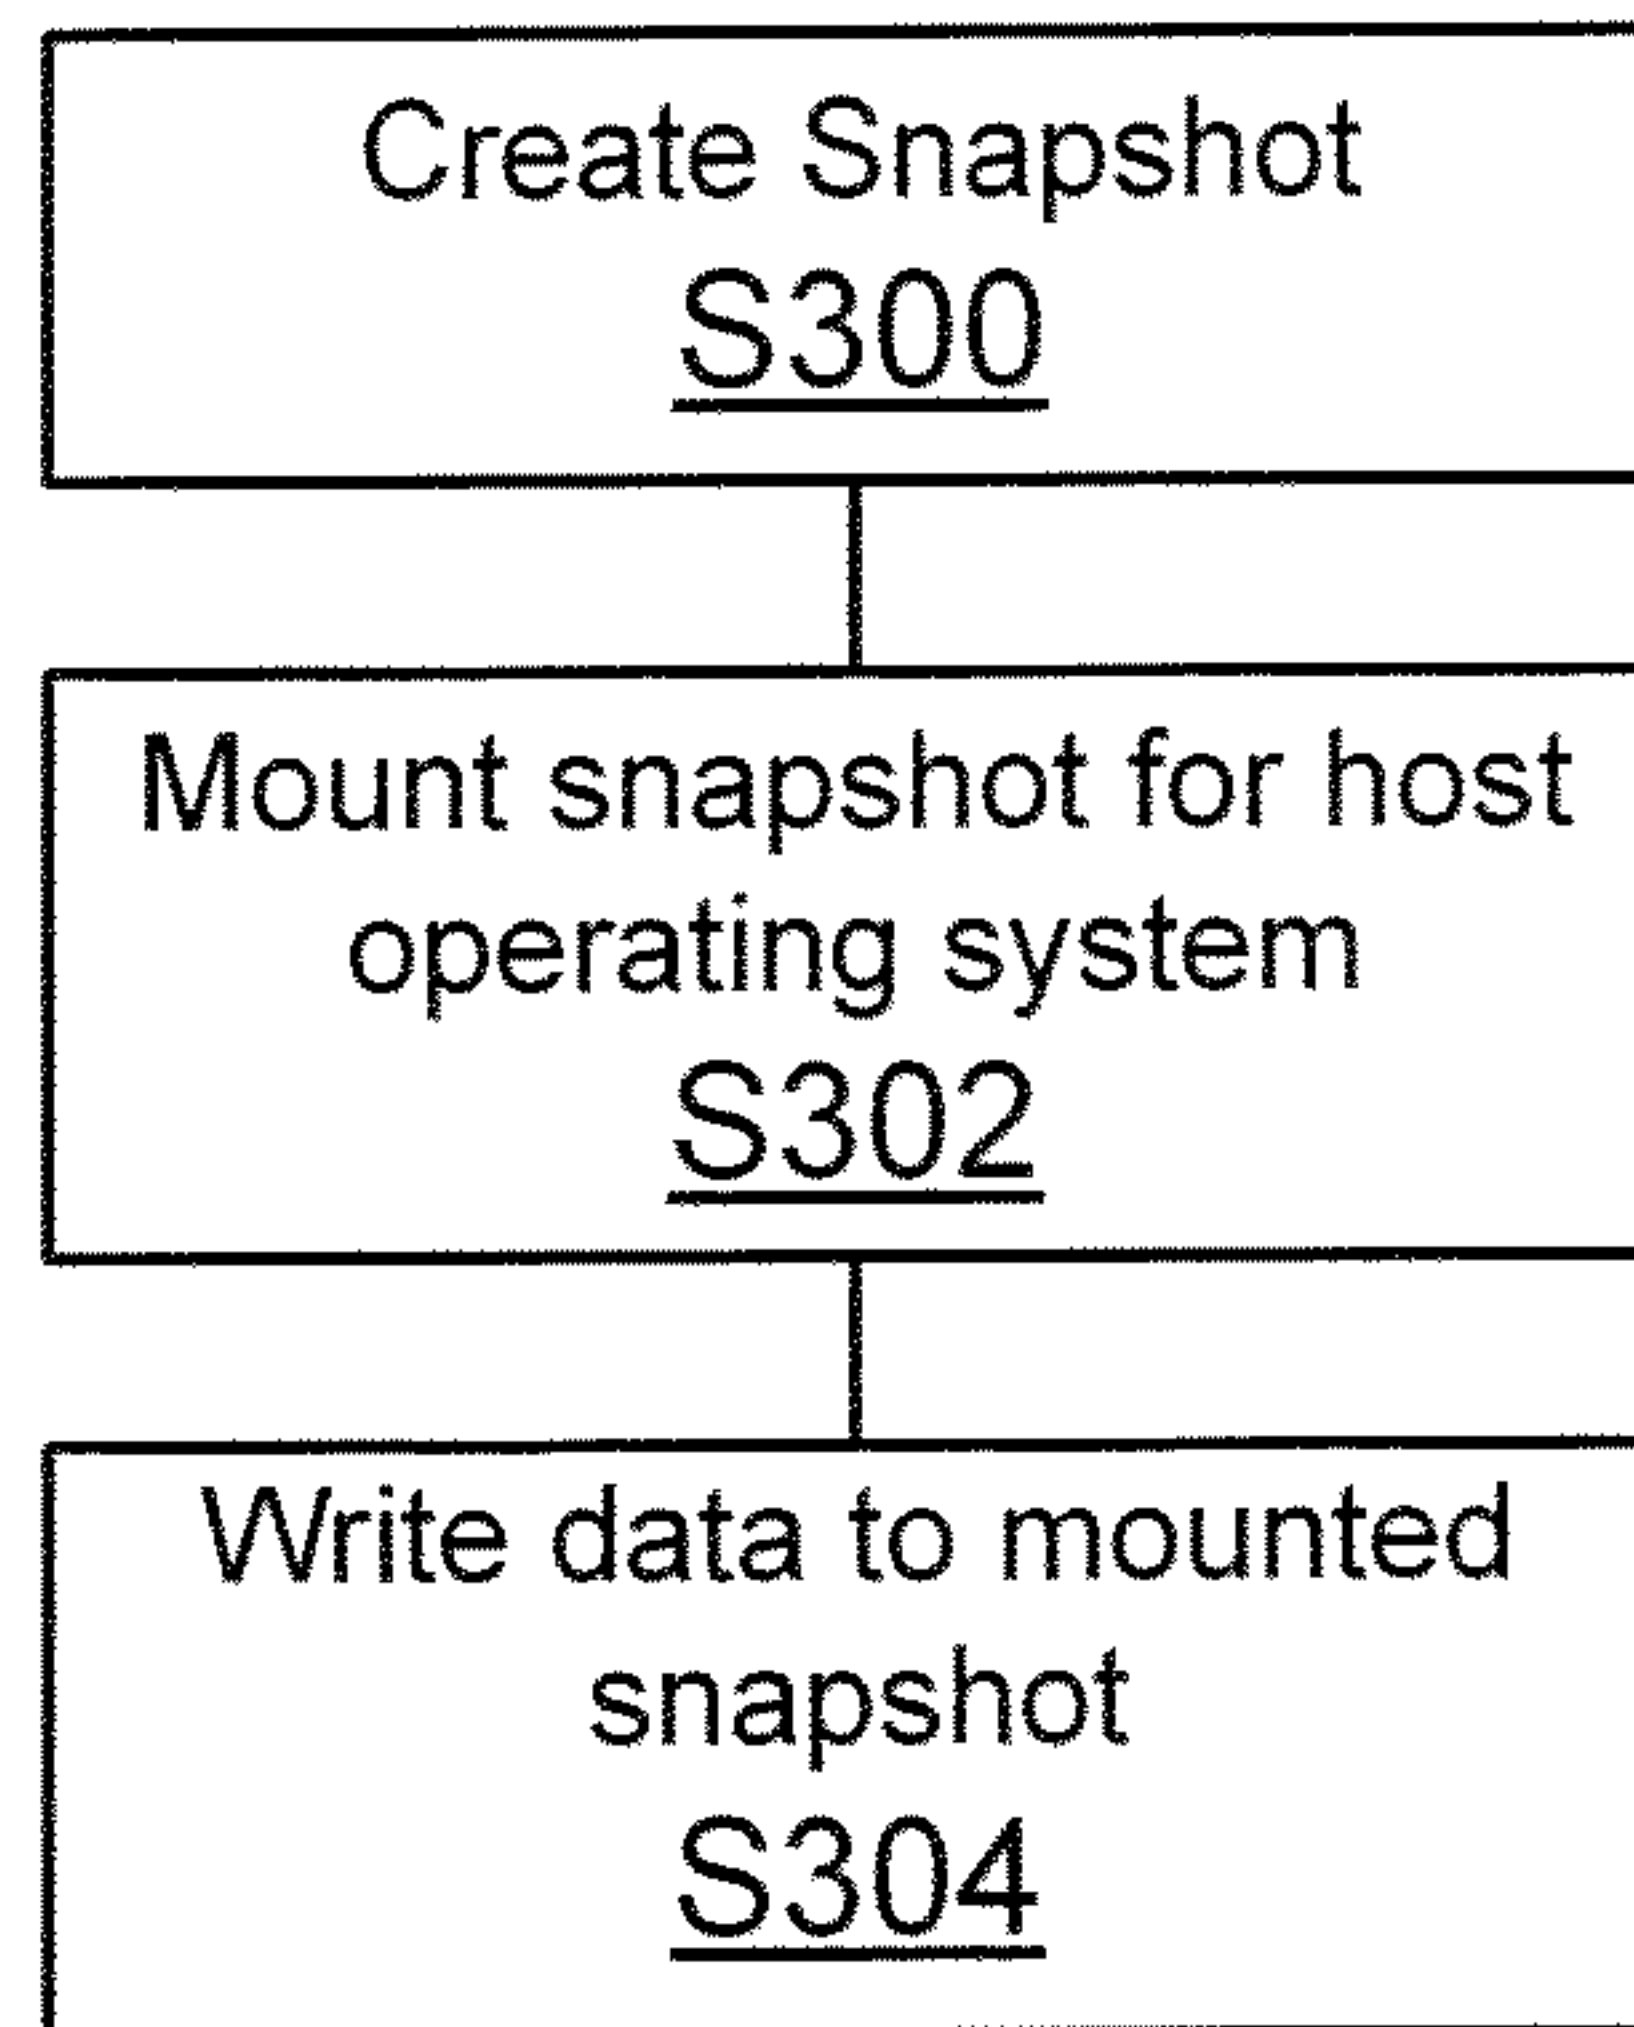 Create Snapshot
S300
Mount snapshot for host
operating system
S302
Write data to mounted
snapshot
S304